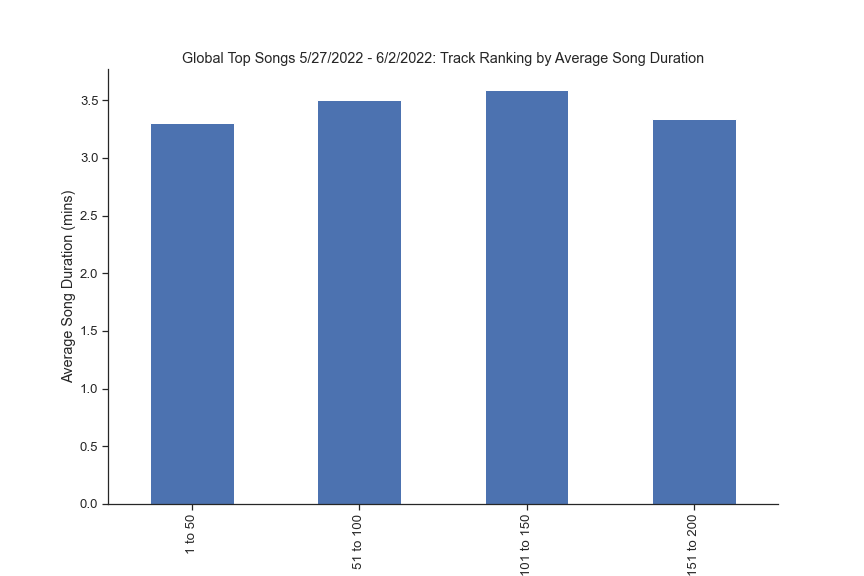 Global Top Songs 5/27/2022 - 6/2/2022: Track Ranking by Average Song Duration
Average Song Duration (mins)
3.5
3.0
2.5
2.0
1.5
1.0
0.5
0.0
1 to 50
51 to 100
101 to 150
151 to 200